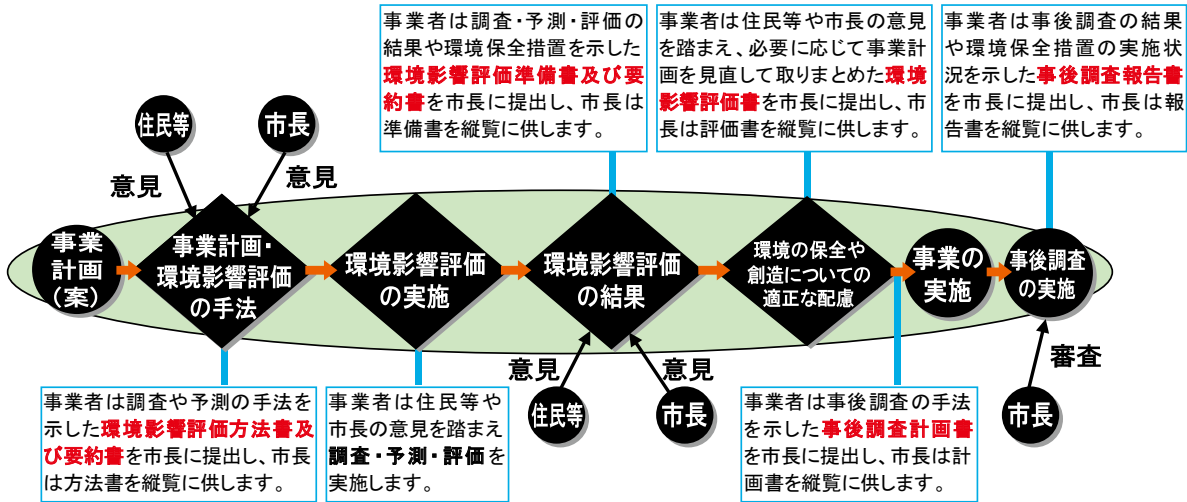 事業者は調査・予測・評価の
結果や環境保全措置を示した
環境影響評価準備書及び要
約書を市長に提出し、市長は
準備書を縦覧に供します。
事業者は住民等や市長の意見
を踏まえ、必要に応じて事業計
画を見直して取りまとめた環境
影響評価書を市長に提出し、市
長は評価書を縦覧に供します。
事業者は事後調査の結果
や環境保全措置の実施状
況を示した事後調査報告書
を市長に提出し、市長は報
告書を縦覧に供します。
住民等
市長
意見
意見
事業
計画
(案)
事業計画・
環境影響評価
の手法
環境影響評価
の実施
環境影響評価
の結果
環境の保全や
創造についての
適正な配慮
事業の
実施
事後調査
の実施
意見
意見
審査
住民等
市長
市長
事業者は調査や予測の手法を
示した環境影響評価方法書及
び要約書を市長に提出し、市長
は方法書を縦覧に供します。
事業者は住民等や
市長の意見を踏まえ
調査・予測・評価を
実施します。
事業者は事後調査の手法
を示した事後調査計画書
を市長に提出し、市長は計
画書を縦覧に供します。